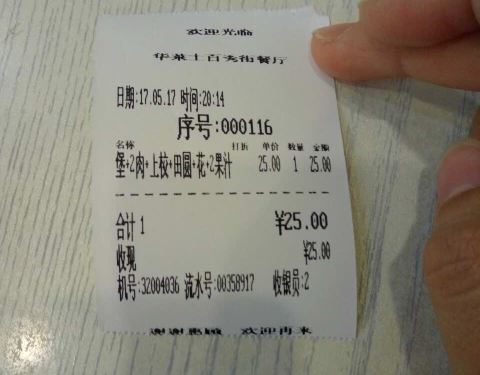 欢迎光临
华莱士百秀街餐厅
日期:17.05.17 时间:20:14
序号:000116
名称 打折 单价 数量 金额
堡+2肉+上校+田圆+花+2果汁 25.00 1 25.00
合计 1 ¥25.00
收现 ¥25.00
机号:32004036 流水号:00358917 收银员:2
谢谢惠顾 欢迎再来